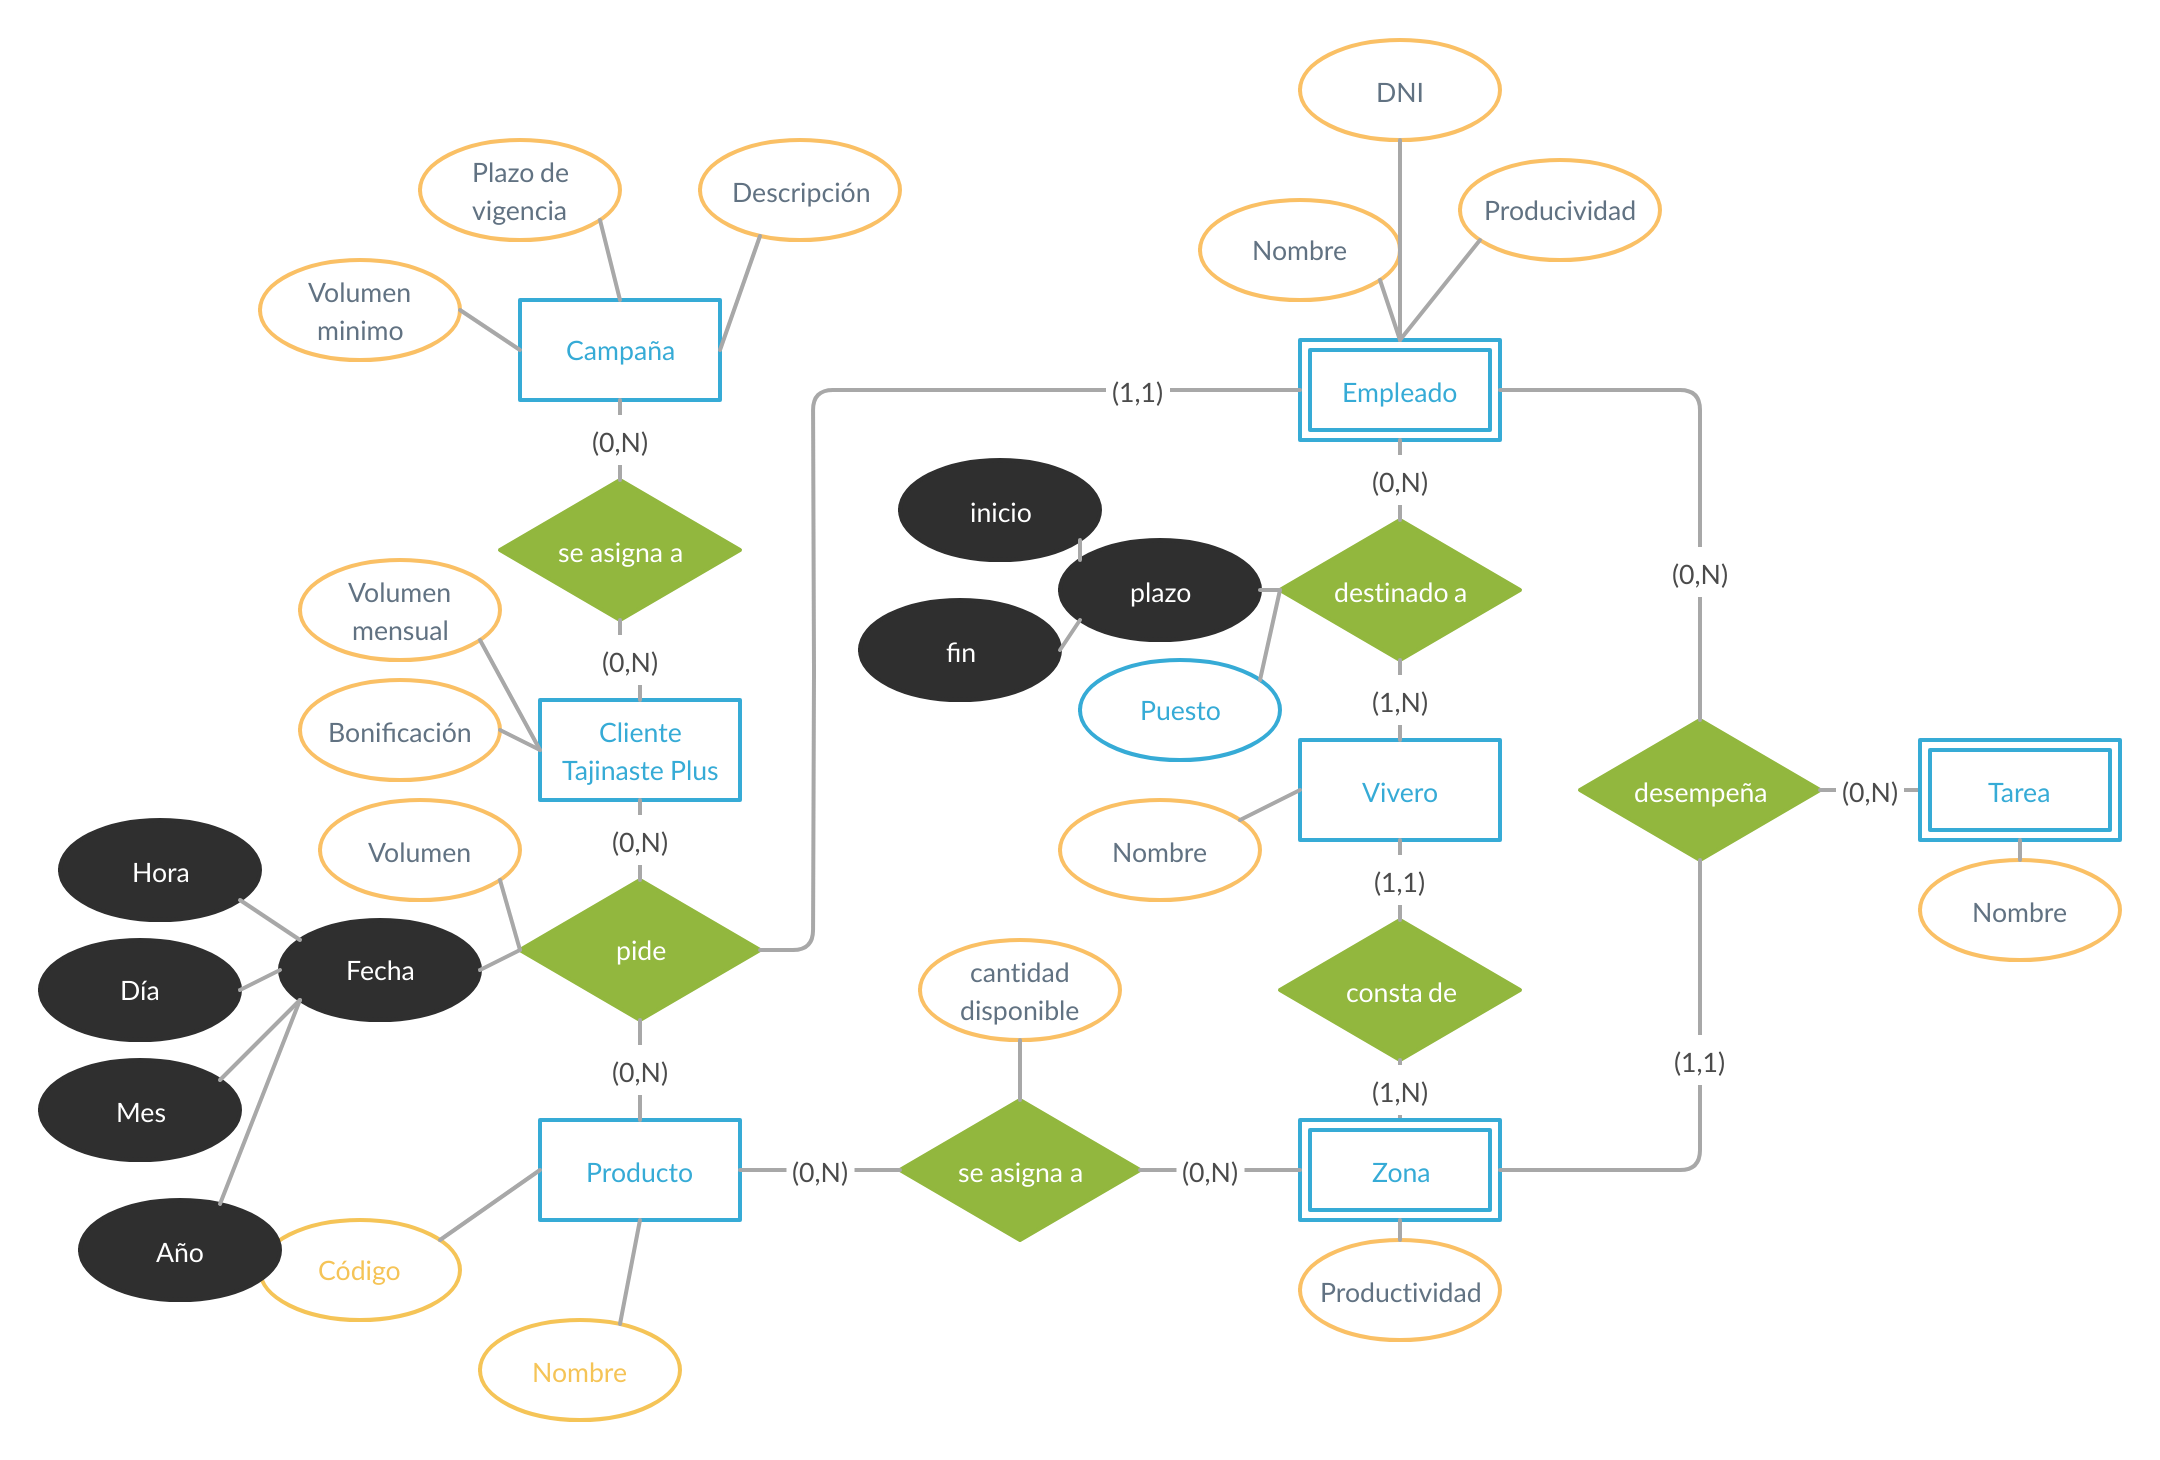 DNI
Plazo de
vigencia
Descripción
Producividad
Nombre
Volumen
minimo
Campaña
(1,1)
Empleado
(0,N)
(0,N)
inicio
se asigna a
plazo
destinado a
(0,N)
Volumen
mensual
fin
(0,N)
(1,N)
Puesto
Bonificación
Cliente
Tajinaste Plus
Vivero
desempeña
(0,N)
Tarea
(0,N)
Volumen
Nombre
Hora
(1,1)
Nombre
pide
Fecha
cantidad
disponible
consta de
Día
(0,N)
(1,1)
Mes
(1,N)
Producto
(0,N)
se asigna a
(0,N)
Zona
Año
Código
Productividad
Nombre